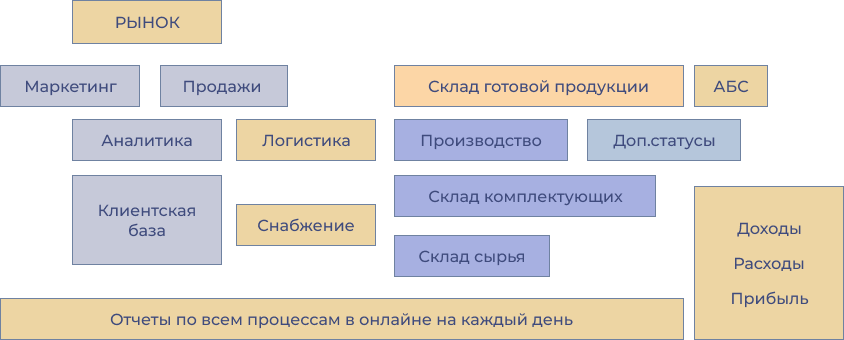 РЫНОК
Маркетинг
Продажи
Склад готовой продукции
АБС
Аналитика
Логистика
Производство
Доп.статусы
Клиентская
база
Снабжение
Склад комплектующих
Склад сырья
Доходы
Расходы
Прибыль
Отчеты по всем процессам в онлайне на каждый день